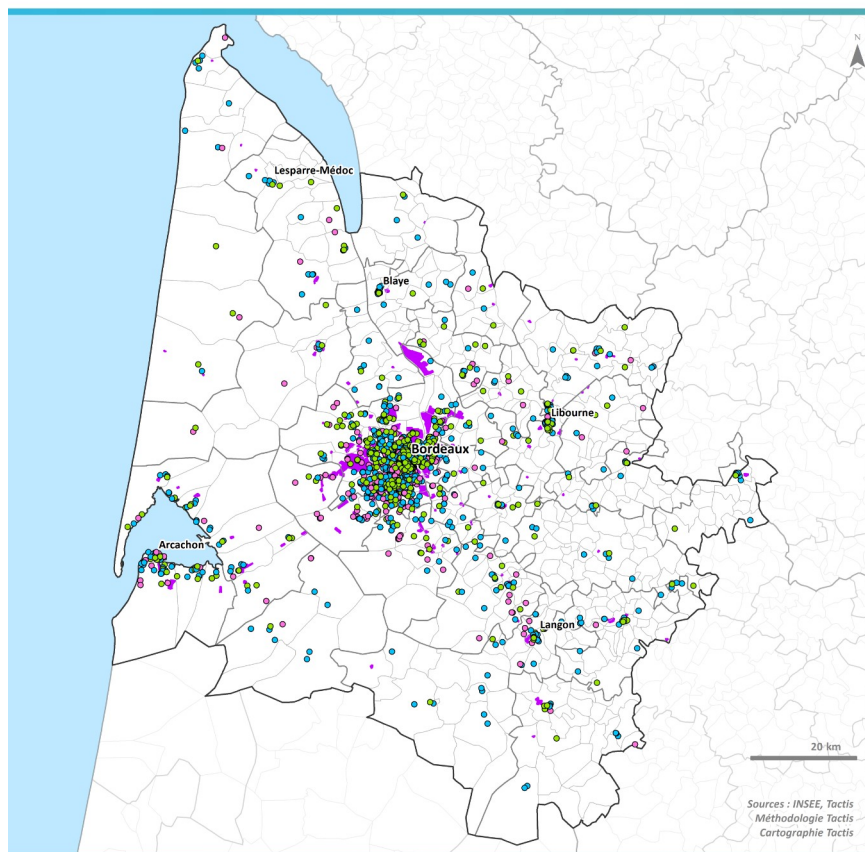 N
Lesparre-Médoc
Blaye
Libourne
Bordeaux
Arcachon
Langon
20 km
Sources : INSEE, Tactis
Méthodologie Tactis
Cartographie Tactis